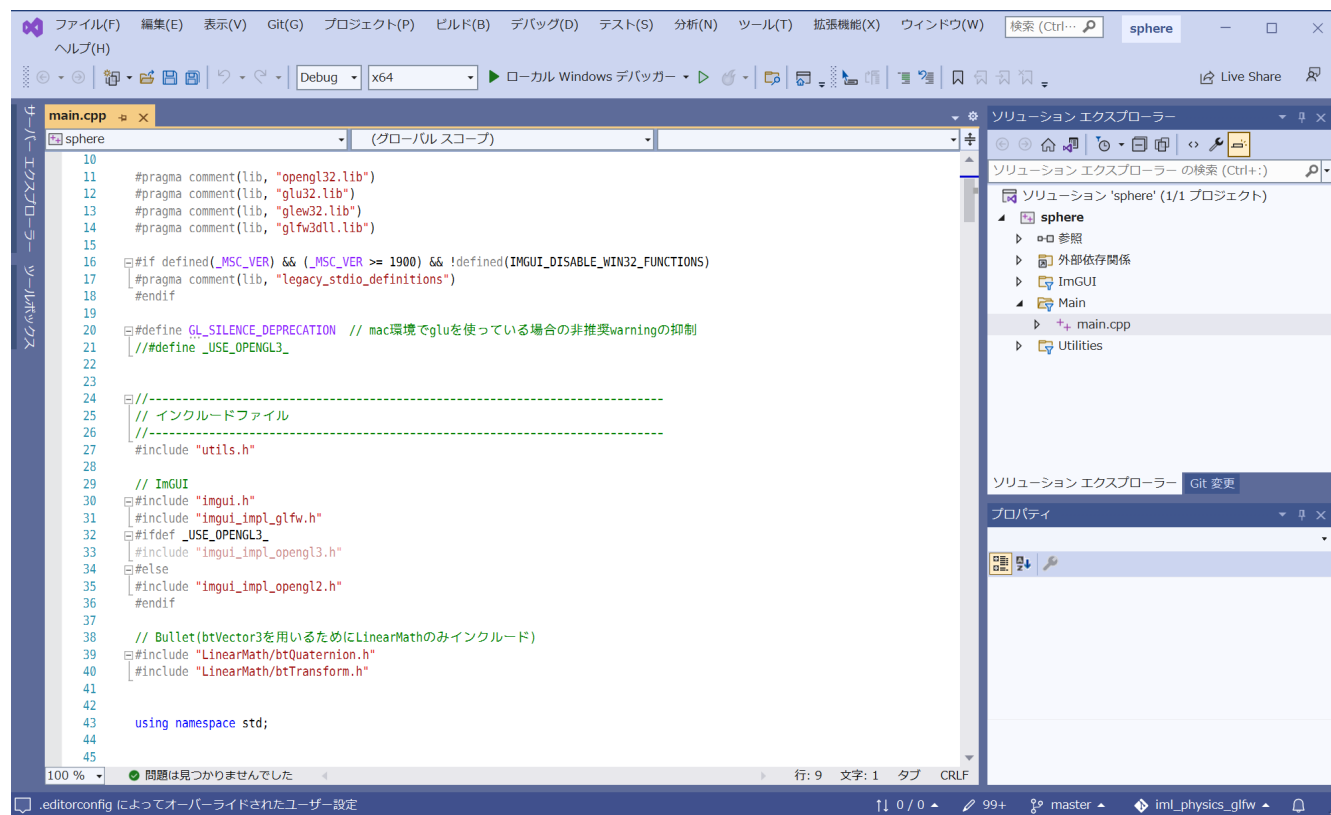 ファイル(F) 編集(E) 表示(V) Git(G) プロジェクト(P) ビルド(B) デバッグ(D) テスト(S) 分析(N) ツール(T) 拡張機能(X) ウィンドウ(W) 検索 (Ctrl… sphere
ヘルプ(H)
Debug x64 ローカル Windows デバッガー Live Share
サーバー エクスプローラー
ツールボックス
main.cpp
sphere (グローバル スコープ)
10
11 #pragma comment(lib, "opengl32.lib")
12 #pragma comment(lib, "glu32.lib")
13 #pragma comment(lib, "glew32.lib")
14 #pragma comment(lib, "glfw3dll.lib")
15
16 #if defined(_MSC_VER) && (_MSC_VER >= 1900) && !defined(IMGUI_DISABLE_WIN32_FUNCTIONS)
17 #pragma comment(lib, "legacy_stdio_definitions")
18 #endif
19
20 #define GL_SILENCE_DEPRECATION // mac環境でgluを使っている場合の非推奨warningの抑制
21 //#define _USE_OPENGL3_
22
23
24 //-----------------------------------------------------------------------------
25 // インクルードファイル
26 //-----------------------------------------------------------------------------
27 #include "utils.h"
28
29 // ImGUI
30 #include "imgui.h"
31 #include "imgui_impl_glfw.h"
32 #ifdef _USE_OPENGL3_
33 #include "imgui_impl_opengl3.h"
34 #else
35 #include "imgui_impl_opengl2.h"
36 #endif
37
38 // Bullet(btVector3を用いるためにLinearMathのみインクルード)
39 #include "LinearMath/btQuaternion.h"
40 #include "LinearMath/btTransform.h"
41
42
43 using namespace std;
44
45
100 % 問題は見つかりませんでした 行: 9 文字: 1 タブ CRLF
ソリューション エクスプローラー
ソリューション エクスプローラー の検索 (Ctrl+:)
ソリューション 'sphere' (1/1 プロジェクト)
sphere
参照
外部依存関係
ImGUI
Main
++ main.cpp
Utilities
ソリューション エクスプローラー Git 変更
プロパティ
.editorconfig によってオーバーライドされたユーザー設定 0 / 0 99+ master iml_physics_glfw